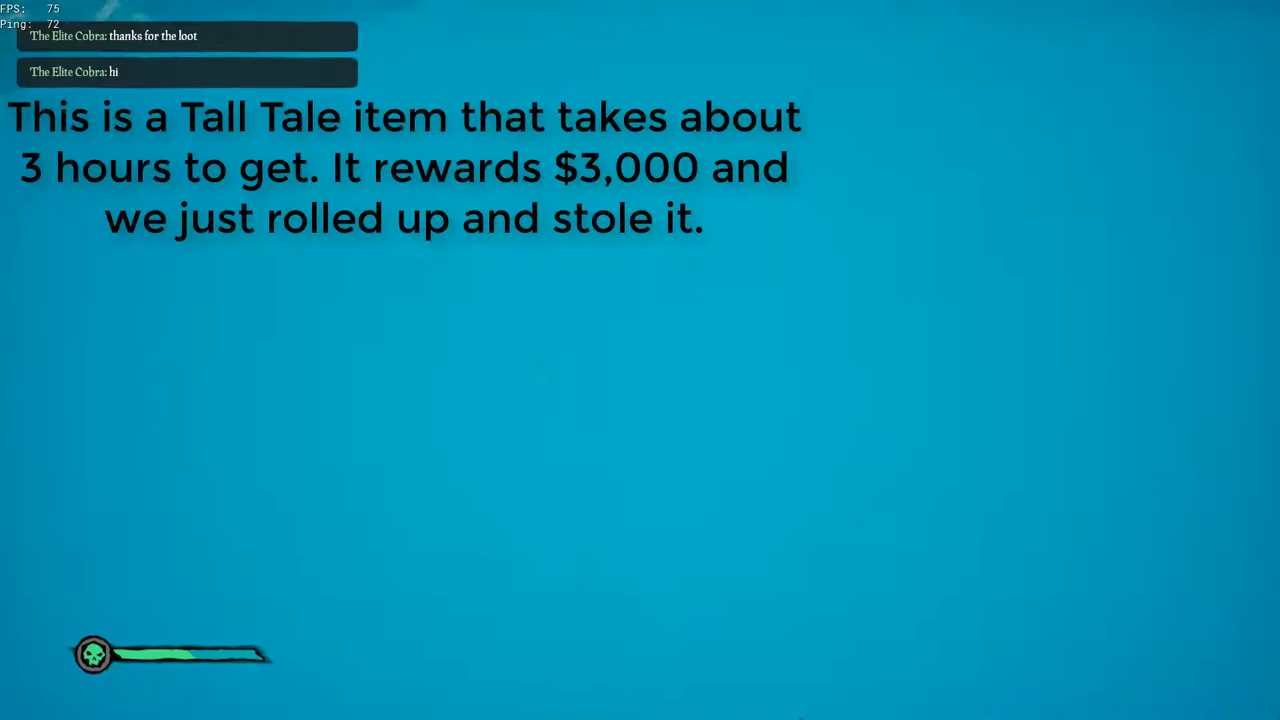 FPS: 75
Ping: 72
The Elite Cobra: thanks for the loot
The Elite Cobra: hi
This is a Tall Tale item that takes about
3 hours to get. It rewards $3,000 and
we just rolled up and stole it.